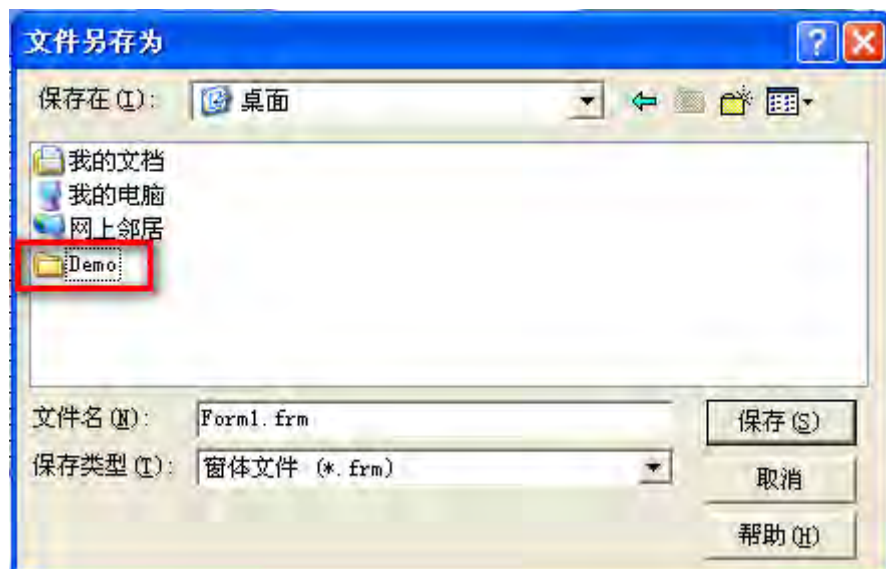 文件另存为
保存在(I): 桌面
我的文档
我的电脑
网上邻居
Demo
文件名(N): Form1.frm 保存(S)
保存类型(T): 窗体文件 (*.frm) 取消
帮助(H)